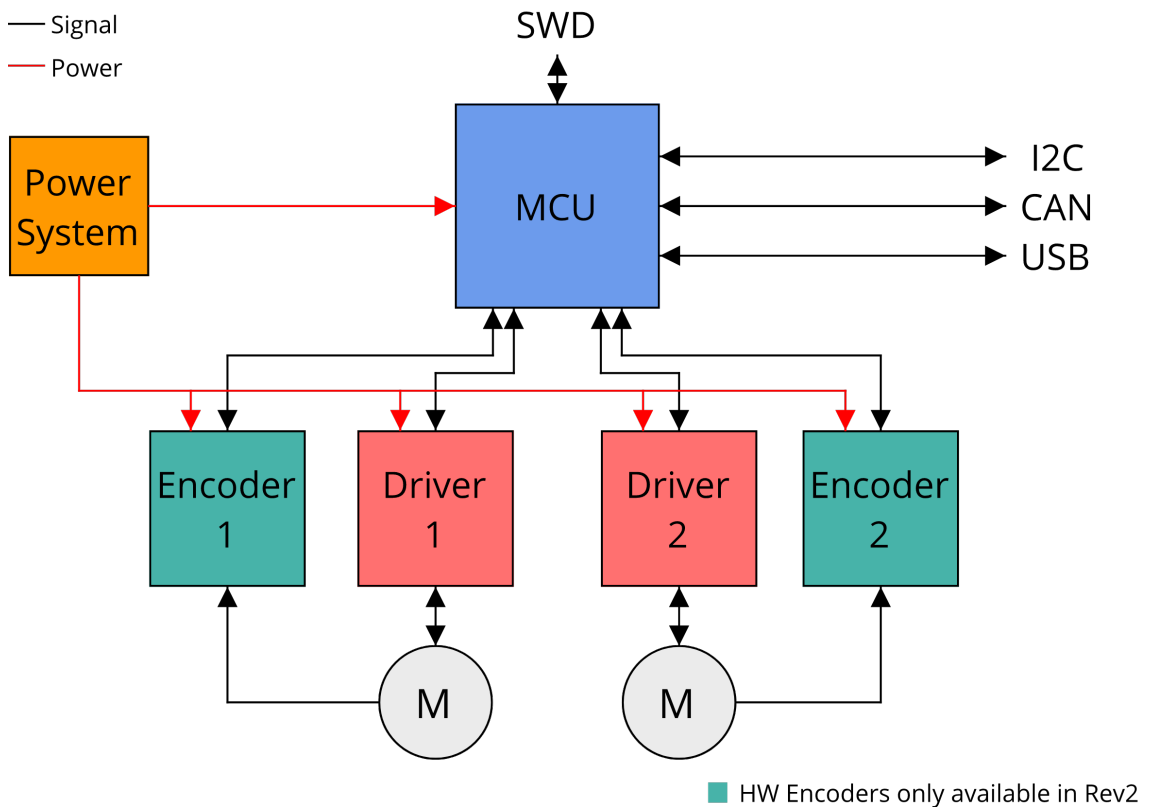 Signal
Power
SWD
Power
System
MCU
I2C
CAN
USB
Encoder
1
Driver
1
Driver
2
Encoder
2
M
M
HW Encoders only available in Rev2